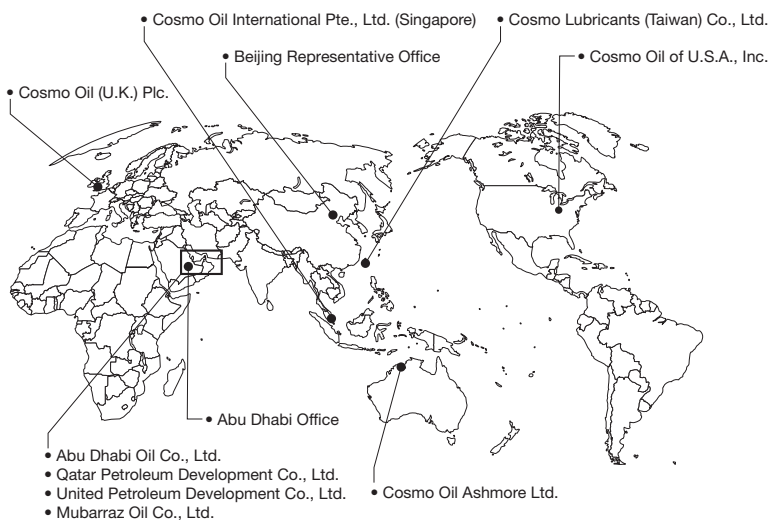 • Cosmo Oil International Pte., Ltd. (Singapore)
• Cosmo Lubricants (Taiwan) Co., Ltd.
• Beijing Representative Office
• Cosmo Oil of U.S.A., Inc.
• Cosmo Oil (U.K.) Plc.
• Abu Dhabi Office
• Abu Dhabi Oil Co., Ltd.
• Qatar Petroleum Development Co., Ltd.
• United Petroleum Development Co., Ltd.
• Mubarraz Oil Co., Ltd.
• Cosmo Oil Ashmore Ltd.